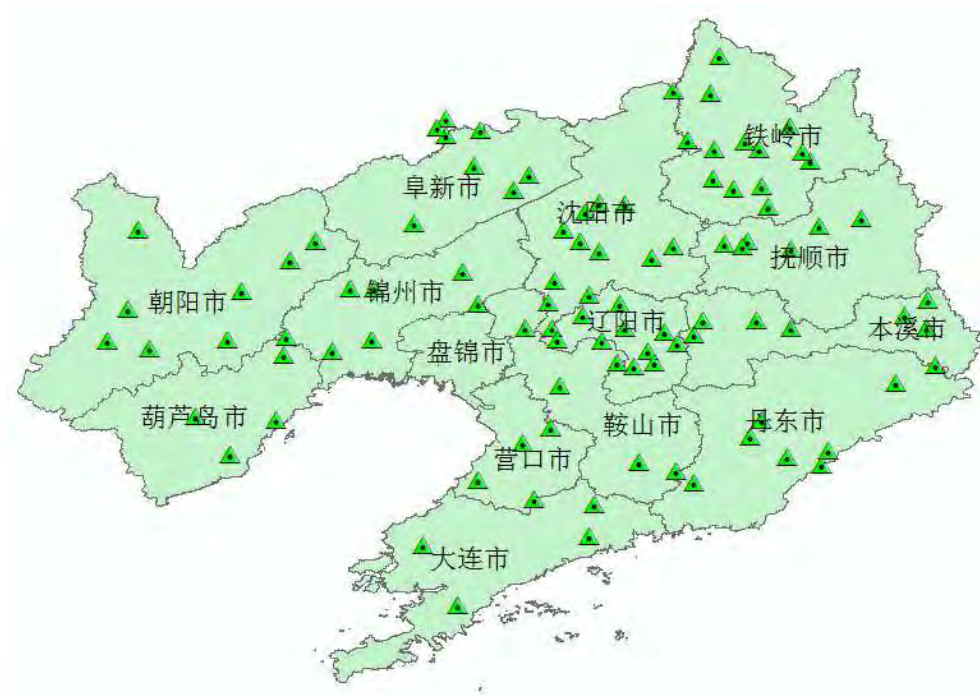 铁岭市
阜新市
沈阳市
抚顺市
朝阳市
锦州市
辽阳市
本溪市
盘锦市
葫芦岛市
鞍山市
丹东市
营口市
大连市